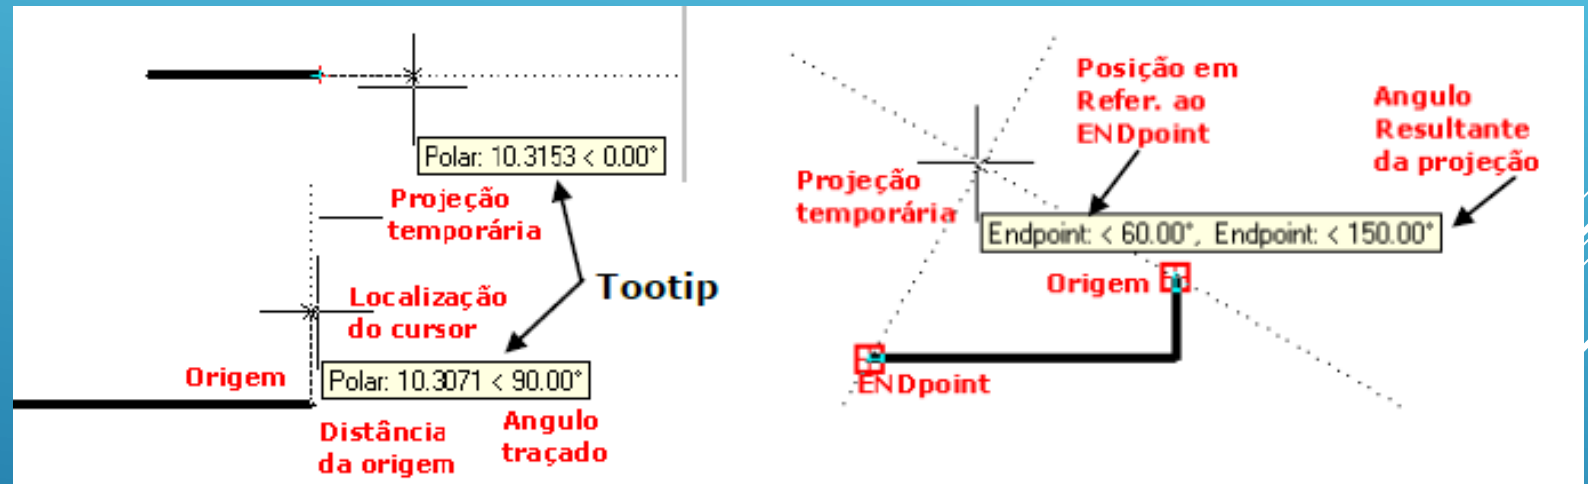 Polar: 10.3153 < 0.00°
Projeção
temporária
Localização
do cursor
Tootip
Origem
Polar: 10.3071 < 90.00°
Distância
da origem
Angulo
traçado
Posição em
Refer. ao
ENDpoint
Angulo
Resultante
da projeção
Projeção
temporária
Endpoint: < 60.00°, Endpoint: < 150.00°
Origem
ENDpoint